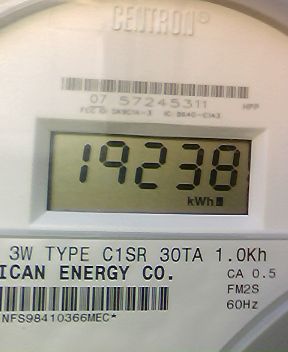 CENTRON®
07 57245311 HPP
19238
kWh
3W TYPE C1SR 30TA 1.0Kh
ICAN ENERGY CO.
CA 0.5
FM2S
60Hz
NFS98410366MEC*